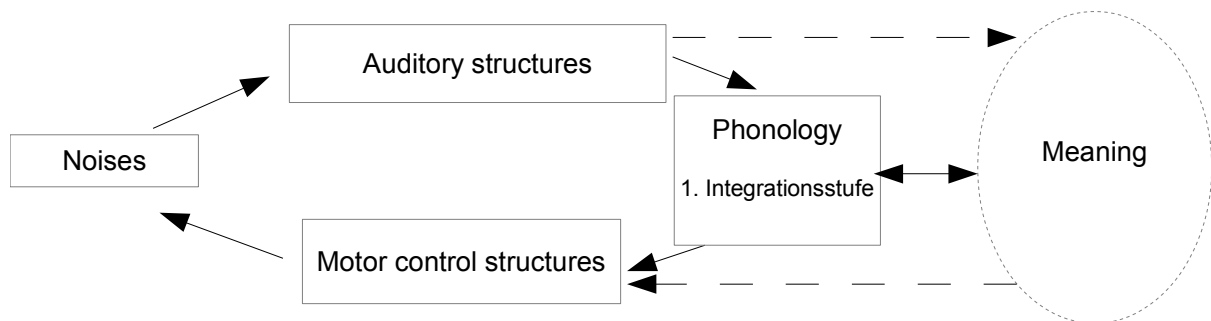 Auditory structures
Noises
Phonology
1. Integrationsstufe
Meaning
Motor control structures